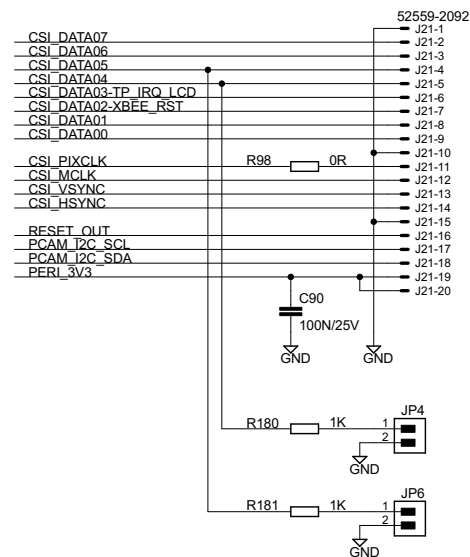 52559-2092
J21-1
CSI_DATA07 J21-2
CSI_DATA06 J21-3
CSI_DATA05 J21-4
CSI_DATA04 J21-5
CSI_DATA03-TP_IRQ_LCD J21-6
CSI_DATA02-XBEE_RST J21-7
CSI_DATA01 J21-8
CSI_DATA00 J21-9
J21-10
CSI_PIXCLK R98 0R J21-11
CSI_MCLK J21-12
CSI_VSYNC J21-13
CSI_HSYNC J21-14
J21-15
RESET_OUT J21-16
PCAM_I2C_SCL J21-17
PCAM_I2C_SDA J21-18
PERI_3V3 J21-19
J21-20
C90
100N/25V
GND GND
JP4
R180 1K 1
2
GND
JP6
R181 1K 1
2
GND